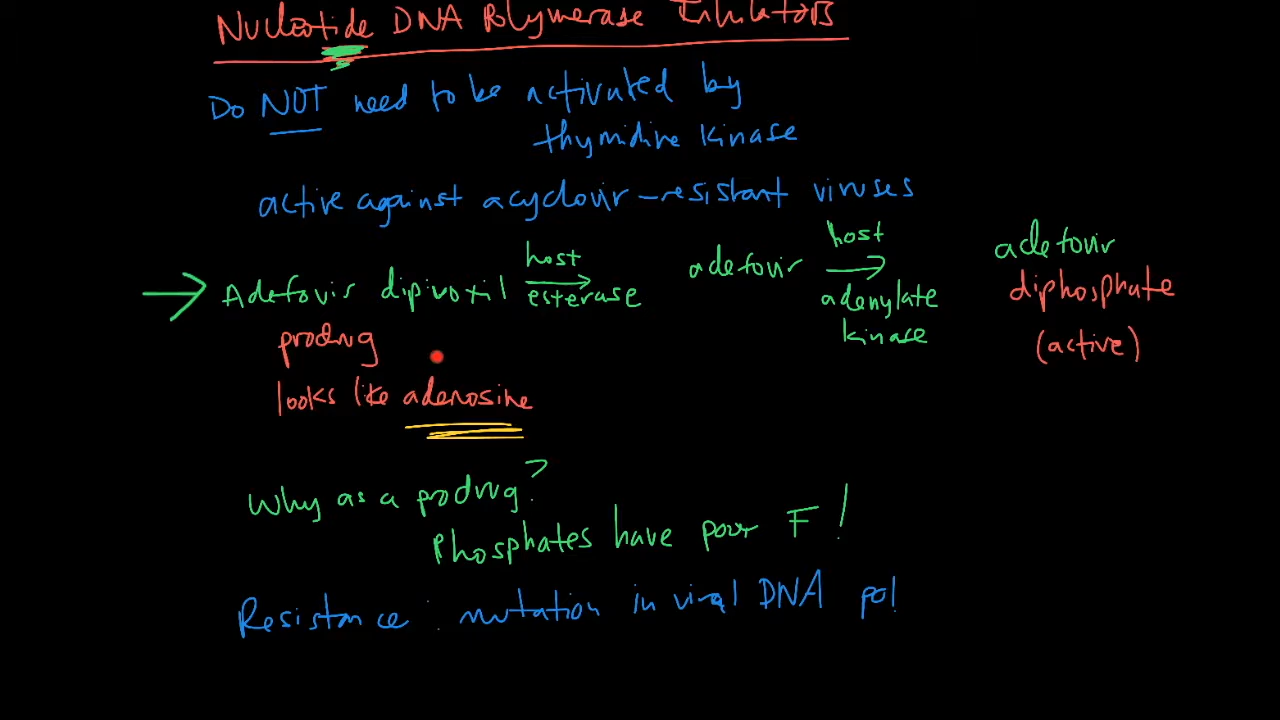 Nucleotide DNA Polymerase Inhibitors
Do NOT need to be activated by
thymidine kinase
active against acyclovir-resistant viruses
→ Adefovir dipivoxil host esterase → adefovir host adenylate kinase → adefovir diphosphate (active)
prodrug
looks like adenosine
Why as a prodrug?
Phosphates have poor F!
Resistance: mutation in viral DNA pol